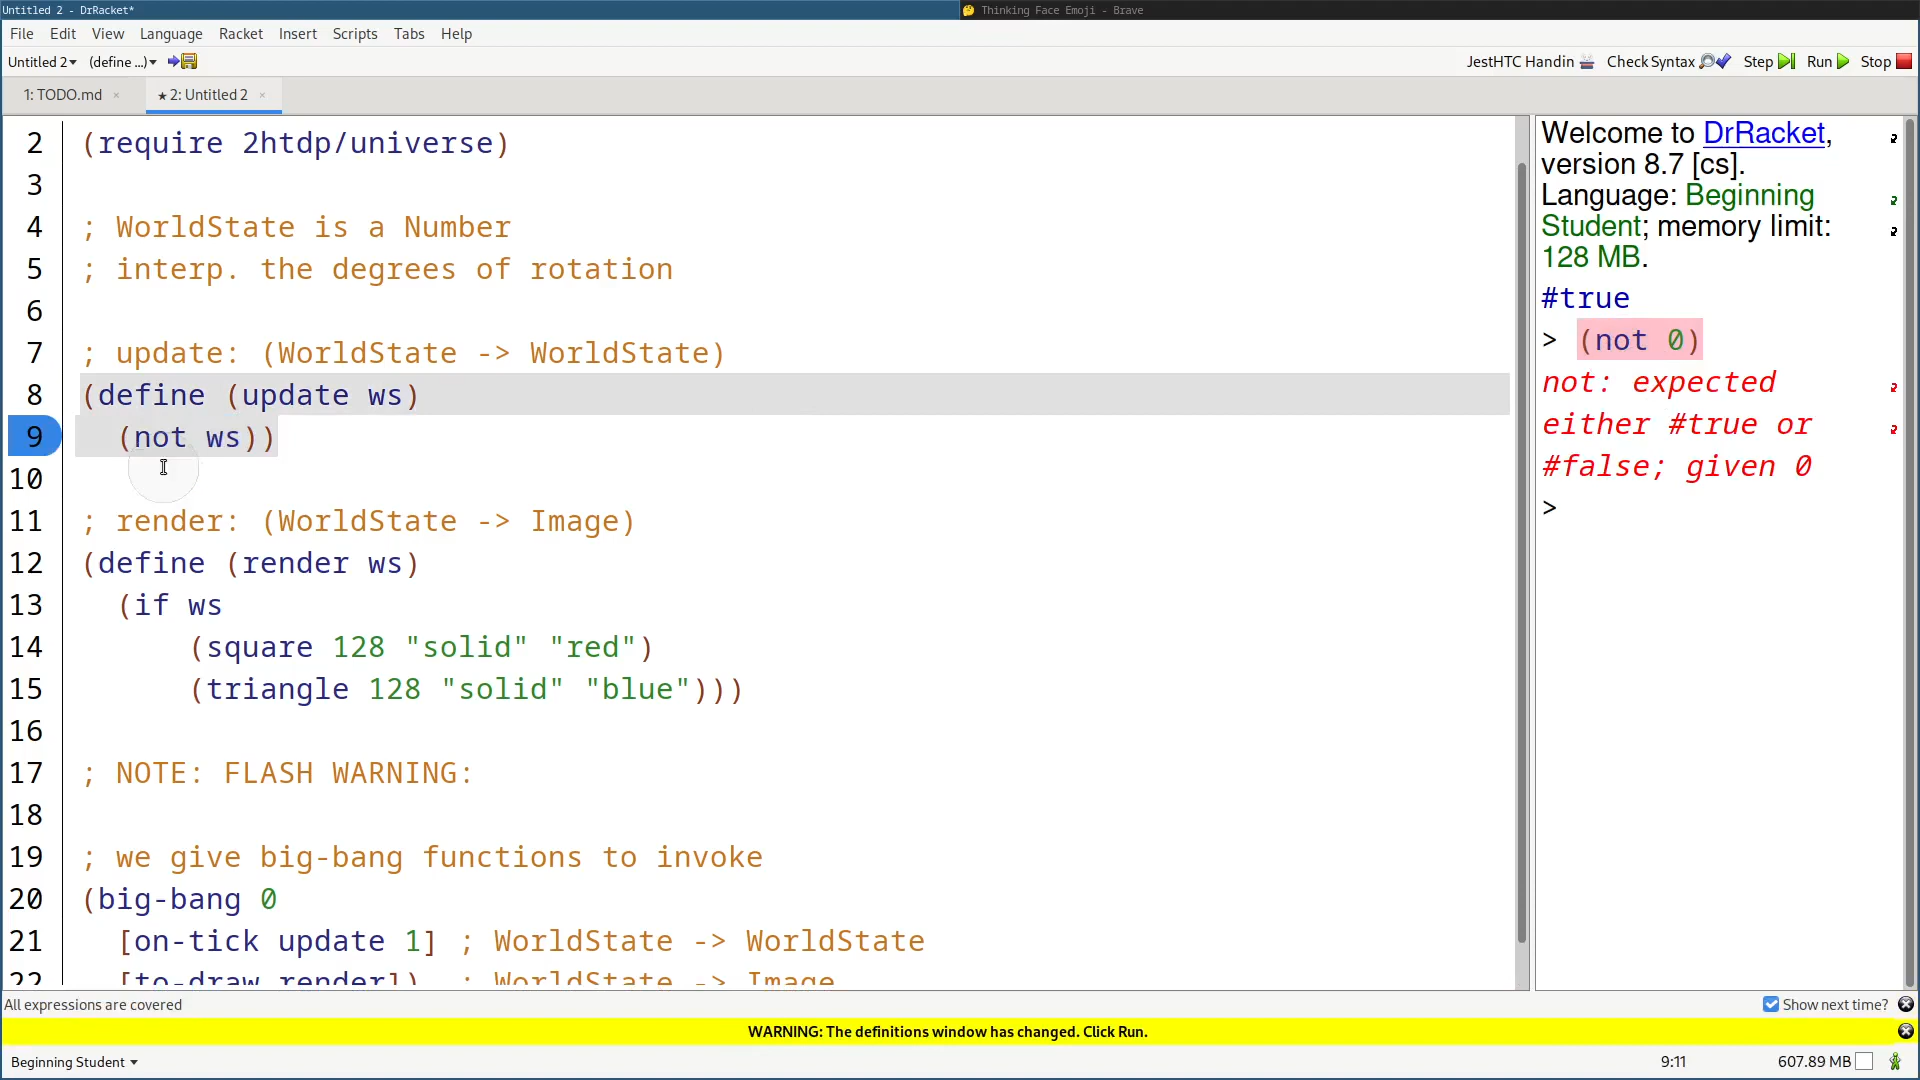 Untitled 2 - DrRacket*
Thinking Face Emoji - Brave
File Edit View Language Racket Insert Scripts Tabs Help
Untitled 2▾ (define ...)▾
JestHTC Handin Check Syntax Step Run Stop
1: TODO.md ×
★ 2: Untitled 2 ×
2 (require 2htdp/universe)
3
4 ; WorldState is a Number
5 ; interp. the degrees of rotation
6
7 ; update: (WorldState -> WorldState)
8 (define (update ws)
9   (not ws))
10
11 ; render: (WorldState -> Image)
12 (define (render ws)
13   (if ws
14       (square 128 "solid" "red")
15       (triangle 128 "solid" "blue")))
16
17 ; NOTE: FLASH WARNING:
18
19 ; we give big-bang functions to invoke
20 (big-bang 0
21   [on-tick update 1] ; WorldState -> WorldState
22   [to-draw render])  ; WorldState -> Image
Welcome to DrRacket,
version 8.7 [cs].
Language: Beginning
Student; memory limit:
128 MB.
#true
> (not 0)
not: expected
either #true or
#false; given 0
>
All expressions are covered
Show next time?
WARNING: The definitions window has changed. Click Run.
Beginning Student ▾
9:11
607.89 MB